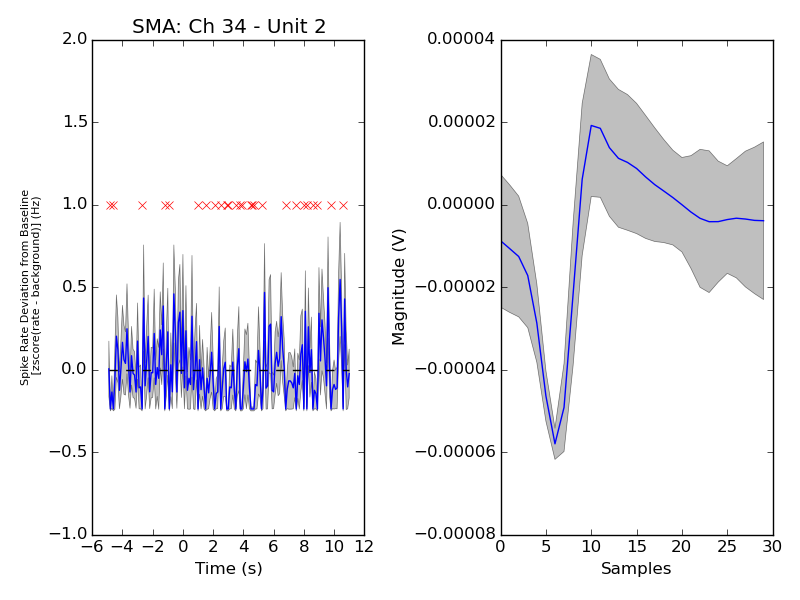 SMA: Ch 34 - Unit 2
2.0
1.5
1.0
0.5
0.0
−0.5
−1.0
−6 −4 −2 0 2 4 6 8 10 12
Time (s)
Spike Rate Deviation from Baseline
[zscore(rate - background)] (Hz)
0.00004
0.00002
0.00000
−0.00002
−0.00004
−0.00006
−0.00008
0 5 10 15 20 25 30
Samples
Magnitude (V)